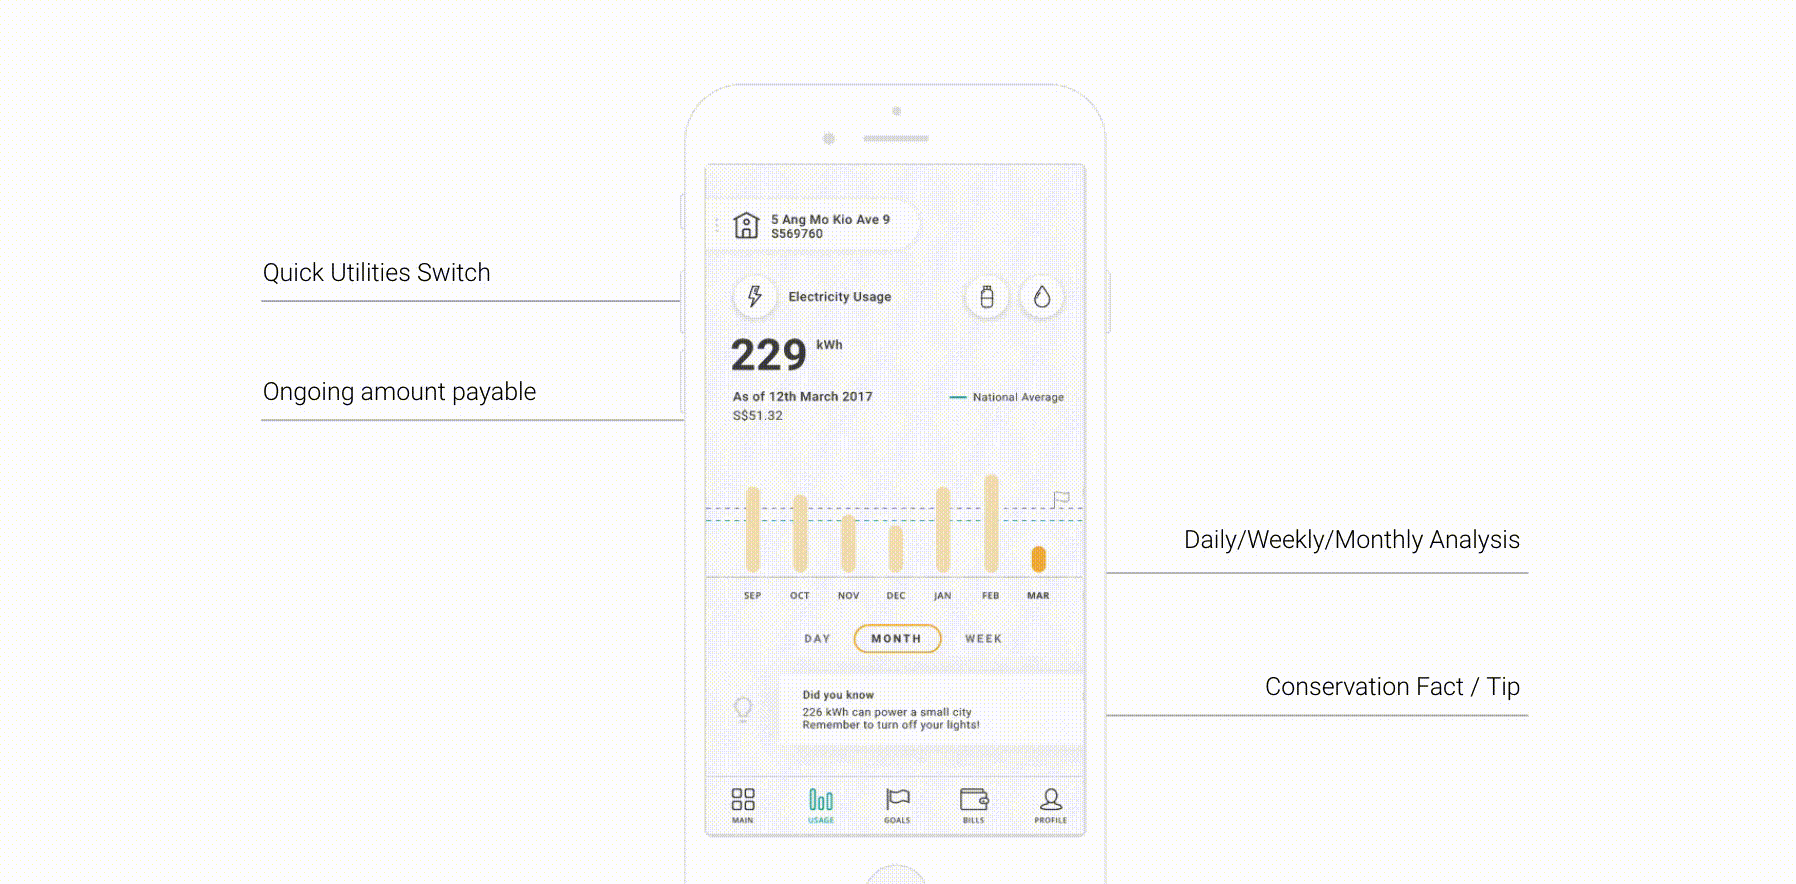 5 Ang Mo Kio Ave 9
S569760
Quick Utilities Switch
Electricity Usage
229 kWh
Ongoing amount payable
As of 12th March 2017
National Average
S$51.32
Daily/Weekly/Monthly Analysis
SEP OCT NOV DEC JAN FEB MAR
DAY MONTH WEEK
Conservation Fact / Tip
Did you know
226 kWh can power a small city
Remember to turn off your lights!
MAIN USAGE GOALS BILLS PROFILE